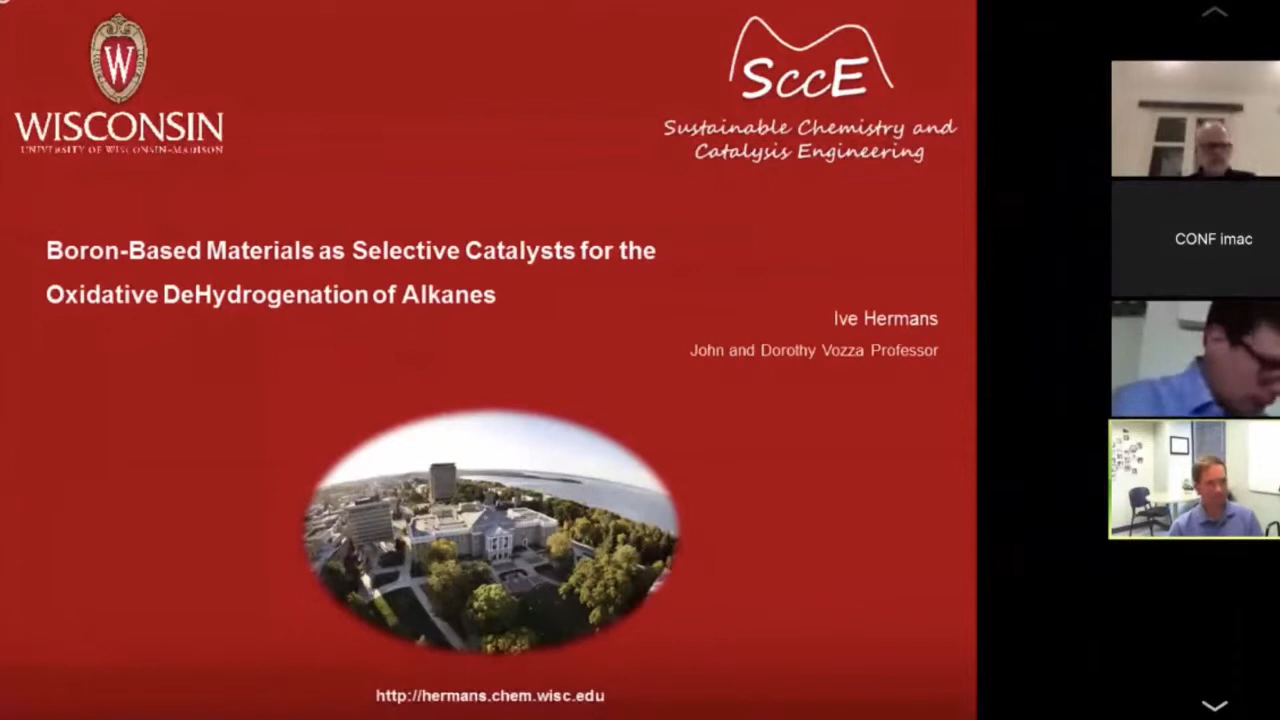 W
WISCONSIN
UNIVERSITY OF WISCONSIN-MADISON
SccE
Sustainable Chemistry and
Catalysis Engineering
Boron-Based Materials as Selective Catalysts for the
Oxidative DeHydrogenation of Alkanes
Ive Hermans
John and Dorothy Vozza Professor
http://hermans.chem.wisc.edu
CONF imac